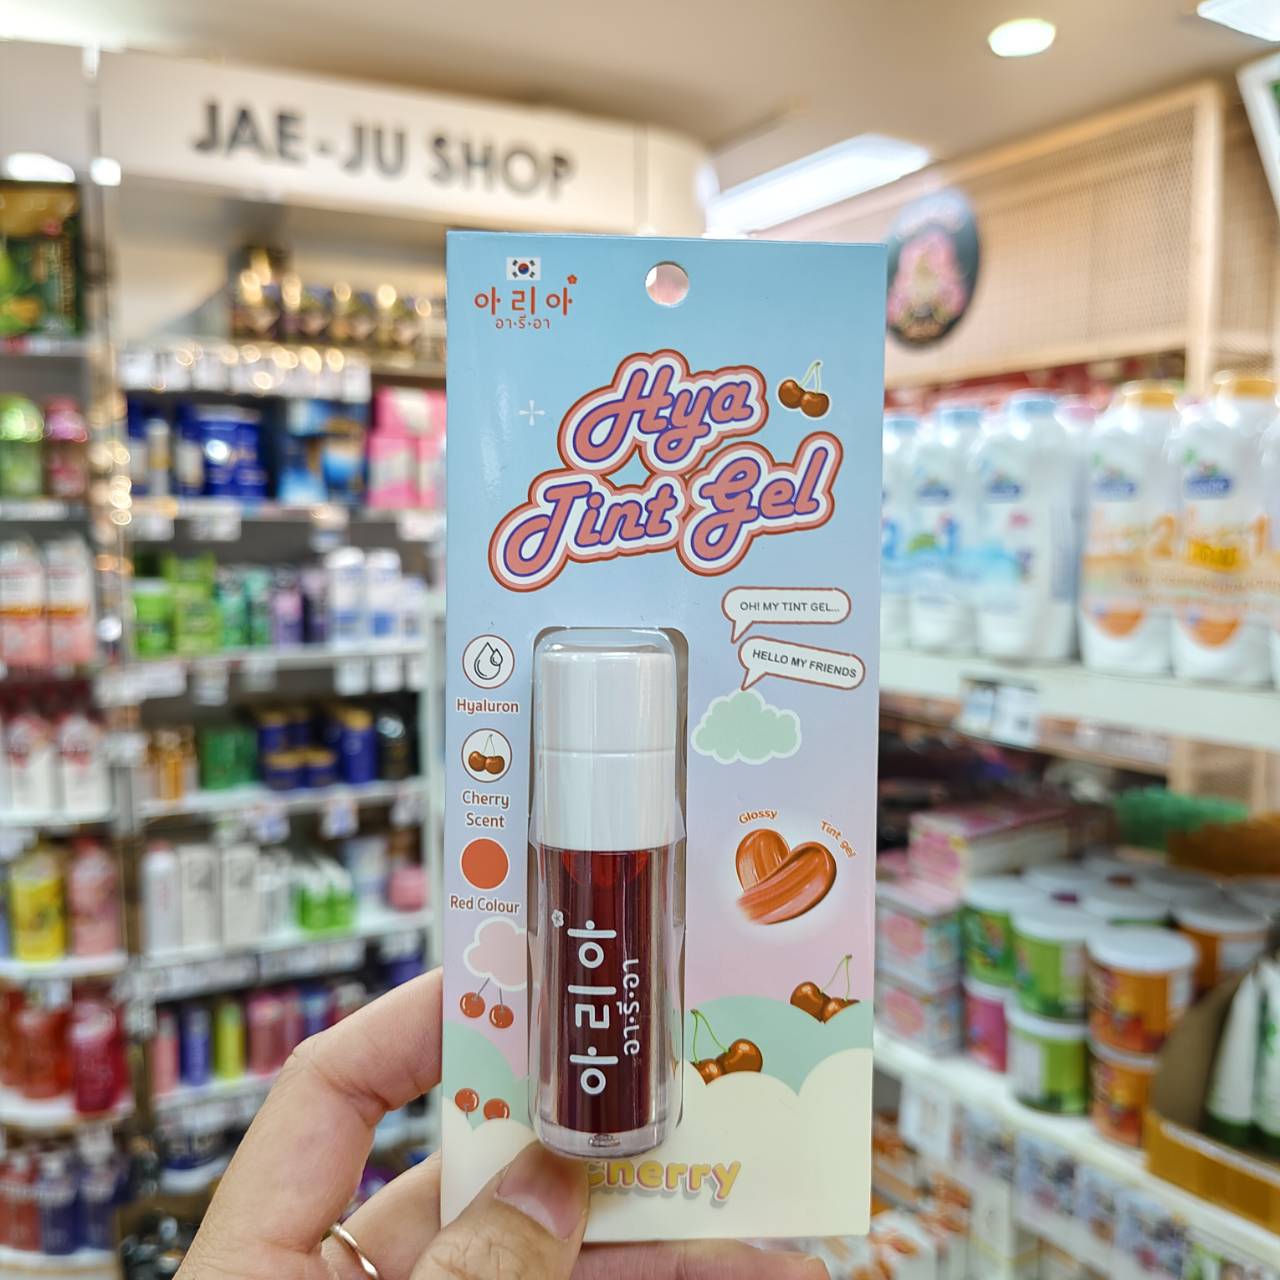 JAE-JU SHOP
아리아
อา·รี·อา
Hya
Tint Gel
OH! MY TINT GEL...
HELLO MY FRIENDS
Hyaluron
Cherry
Scent
Red Colour
Glossy
Tint gel
아리아
อา·รี·อา
Cherry